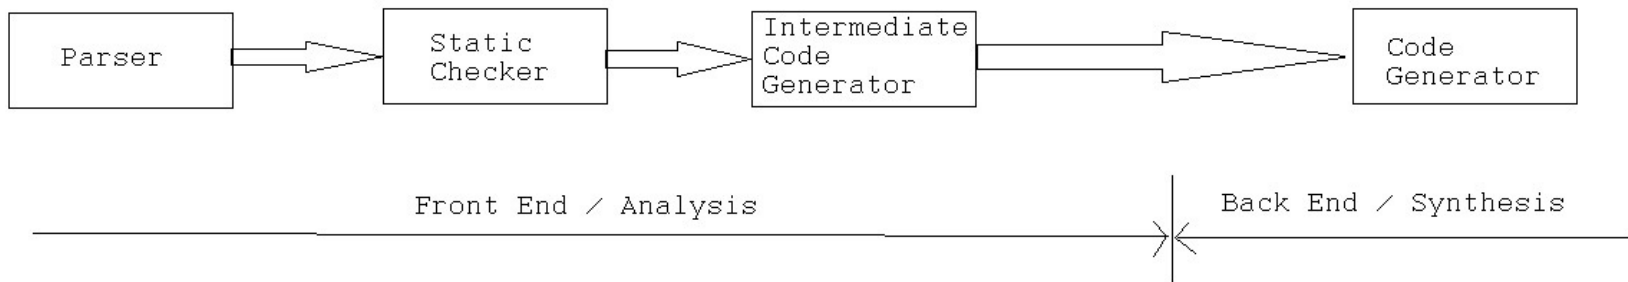 Parser
Static
Checker
Intermediate
Code
Generator
Code
Generator
Front End / Analysis
Back End / Synthesis